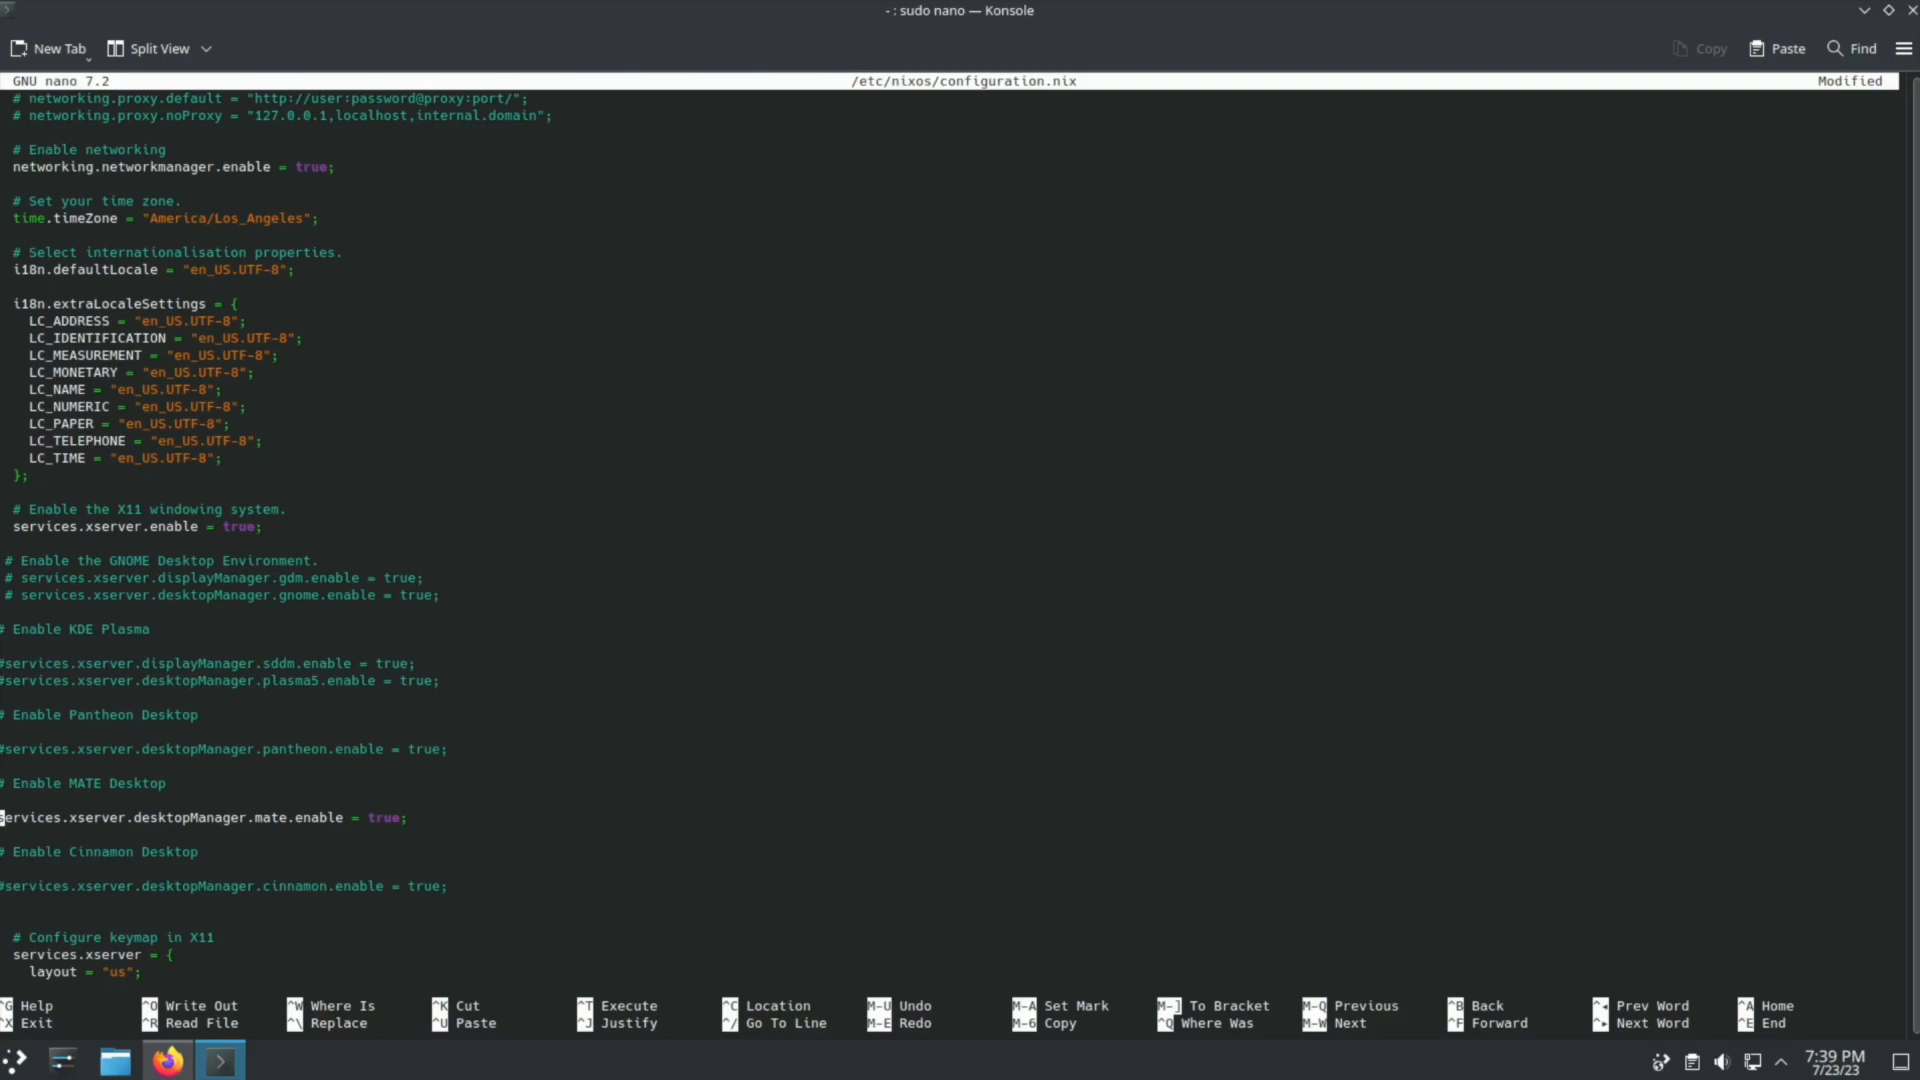 - : sudo nano — Konsole
New Tab Split View Copy Paste Find
GNU nano 7.2 /etc/nixos/configuration.nix Modified
# networking.proxy.default = "http://user:password@proxy:port/";
# networking.proxy.noProxy = "127.0.0.1,localhost,internal.domain";
# Enable networking
networking.networkmanager.enable = true;
# Set your time zone.
time.timeZone = "America/Los_Angeles";
# Select internationalisation properties.
i18n.defaultLocale = "en_US.UTF-8";
i18n.extraLocaleSettings = {
LC_ADDRESS = "en_US.UTF-8";
LC_IDENTIFICATION = "en_US.UTF-8";
LC_MEASUREMENT = "en_US.UTF-8";
LC_MONETARY = "en_US.UTF-8";
LC_NAME = "en_US.UTF-8";
LC_NUMERIC = "en_US.UTF-8";
LC_PAPER = "en_US.UTF-8";
LC_TELEPHONE = "en_US.UTF-8";
LC_TIME = "en_US.UTF-8";
};
# Enable the X11 windowing system.
services.xserver.enable = true;
# Enable the GNOME Desktop Environment.
# services.xserver.displayManager.gdm.enable = true;
# services.xserver.desktopManager.gnome.enable = true;
# Enable KDE Plasma
#services.xserver.displayManager.sddm.enable = true;
#services.xserver.desktopManager.plasma5.enable = true;
# Enable Pantheon Desktop
#services.xserver.desktopManager.pantheon.enable = true;
# Enable MATE Desktop
services.xserver.desktopManager.mate.enable = true;
# Enable Cinnamon Desktop
#services.xserver.desktopManager.cinnamon.enable = true;
# Configure keymap in X11
services.xserver = {
layout = "us";
^G Help ^O Write Out ^W Where Is ^K Cut ^T Execute ^C Location M-U Undo M-A Set Mark M-] To Bracket M-Q Previous ^B Back ^◂ Prev Word ^A Home
^X Exit ^R Read File ^\ Replace ^U Paste ^J Justify ^/ Go To Line M-E Redo M-6 Copy ^Q Where Was M-W Next ^F Forward ^▸ Next Word ^E End
7:39 PM
7/23/23